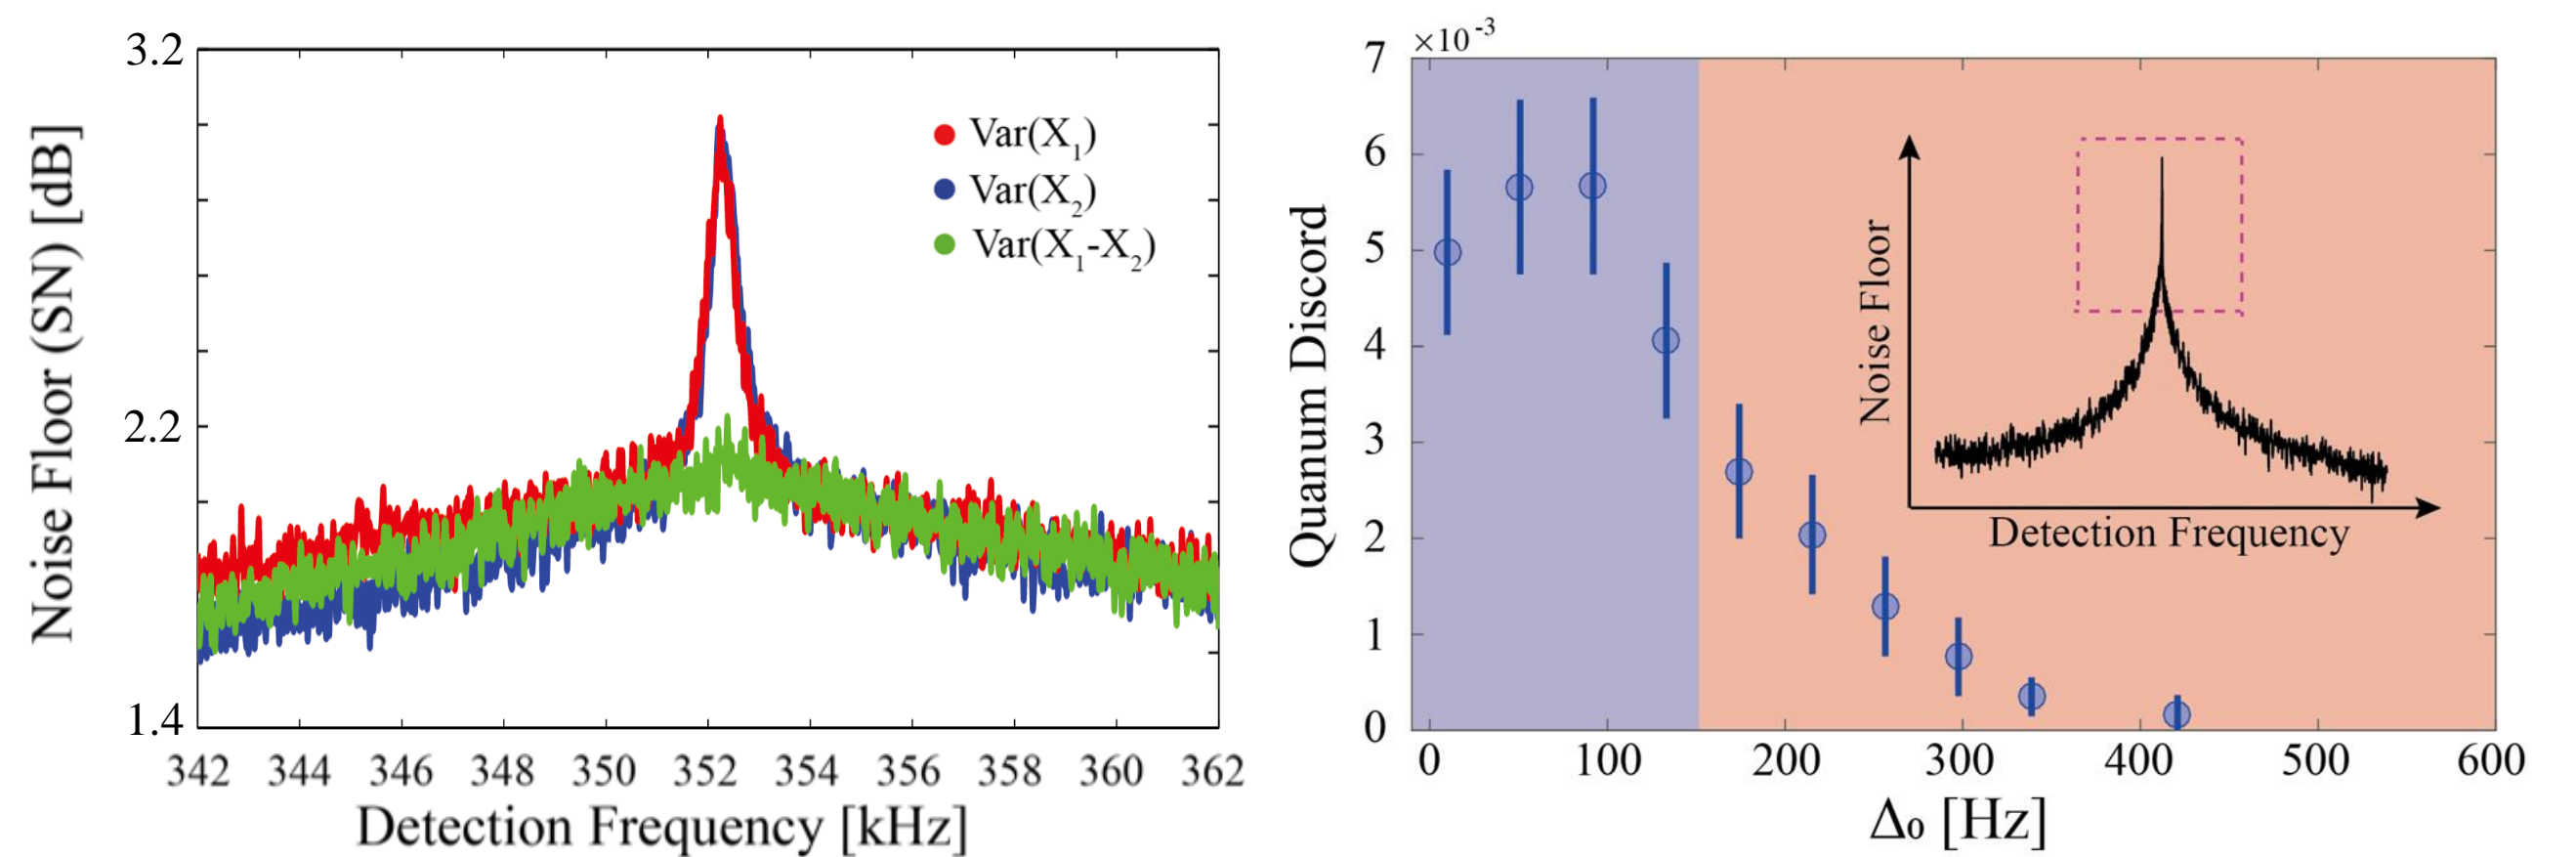 3.2
2.2
1.4
Noise Floor (SN) [dB]
Var(X₁)
Var(X₂)
Var(X₁-X₂)
342 344 346 348 350 352 354 356 358 360 362
Detection Frequency [kHz]
×10⁻³
7
6
5
4
3
2
1
0
Quanum Discord
Noise Floor
Detection Frequency
0 100 200 300 400 500 600
Δ₀ [Hz]